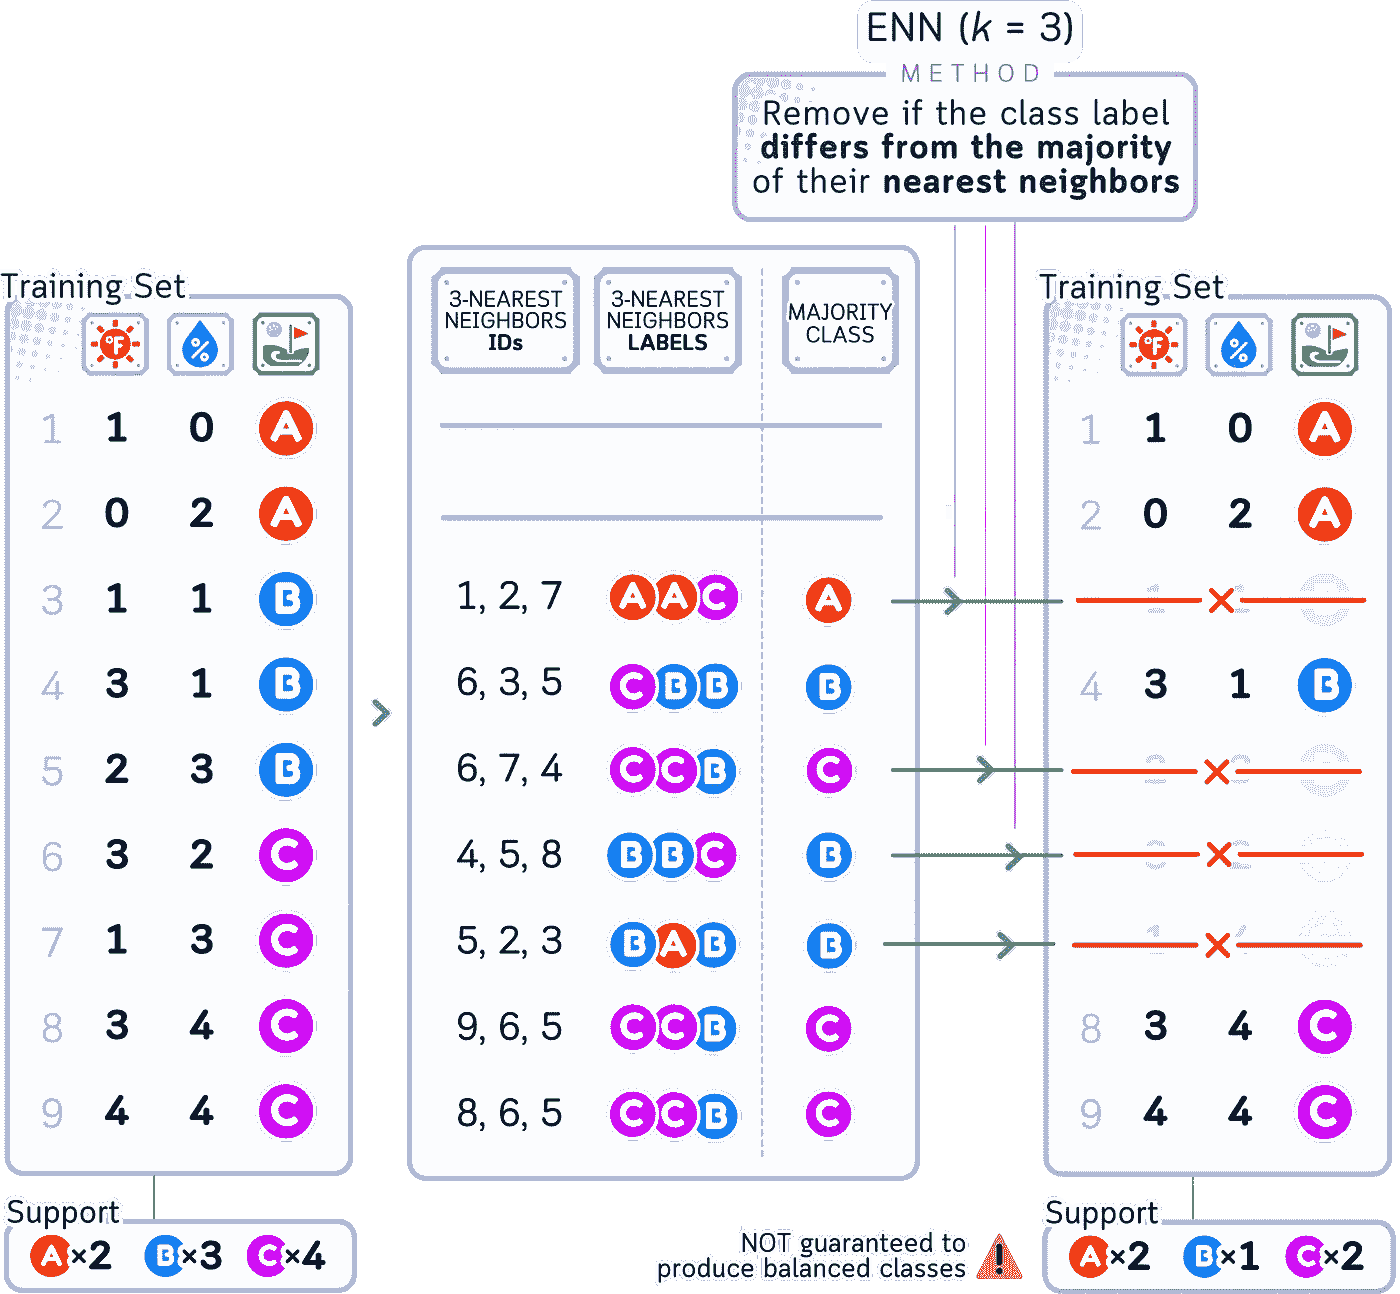 ENN (k = 3)
METHOD
Remove if the class label
differs from the majority
of their nearest neighbors
Training Set
°F % 
1 1 0 A
2 0 2 A
3 1 1 B
4 3 1 B
5 2 3 B
6 3 2 C
7 1 3 C
8 3 4 C
9 4 4 C
Support
A×2 B×3 C×4
3-NEAREST
NEIGHBORS
IDs
3-NEAREST
NEIGHBORS
LABELS
MAJORITY
CLASS
1, 2, 7 A A C A
6, 3, 5 C B B B
6, 7, 4 C C B C
4, 5, 8 B B C B
5, 2, 3 B A B B
9, 6, 5 C C B C
8, 6, 5 C C B C
Training Set
°F %
1 1 0 A
2 0 2 A
4 3 1 B
8 3 4 C
9 4 4 C
Support
A×2 B×1 C×2
NOT guaranteed to
produce balanced classes
!